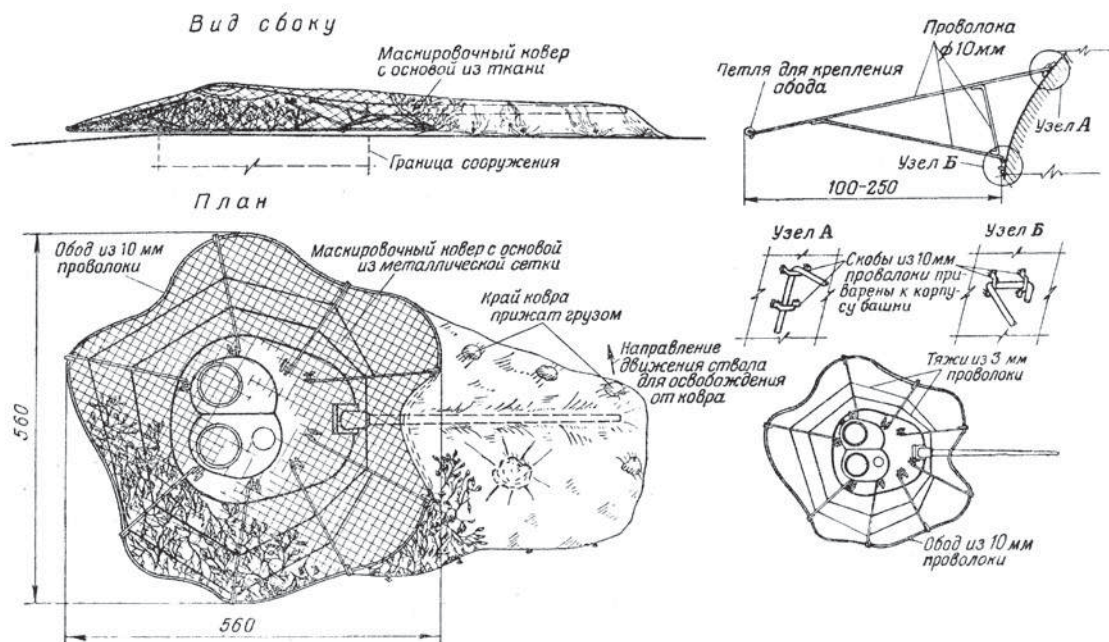 Вид сбоку
Маскировочный ковер
с основой из ткани
Граница сооружения
План
Обод из 10 мм
проволоки
Маскировочный ковер с основой
из металлической сетки
Край ковра
прижат грузом
Направление
движения ствола
для освобождения
от ковра
560
560
Проволока
ф10мм
Петля для крепления
обода
Узел А
Узел Б
100-250
Узел А
Узел Б
Скобы из 10мм
проволоки при-
варены к корпу-
су башни
Тяжи из 3 мм
проволоки
Обод из 10 мм
проволоки